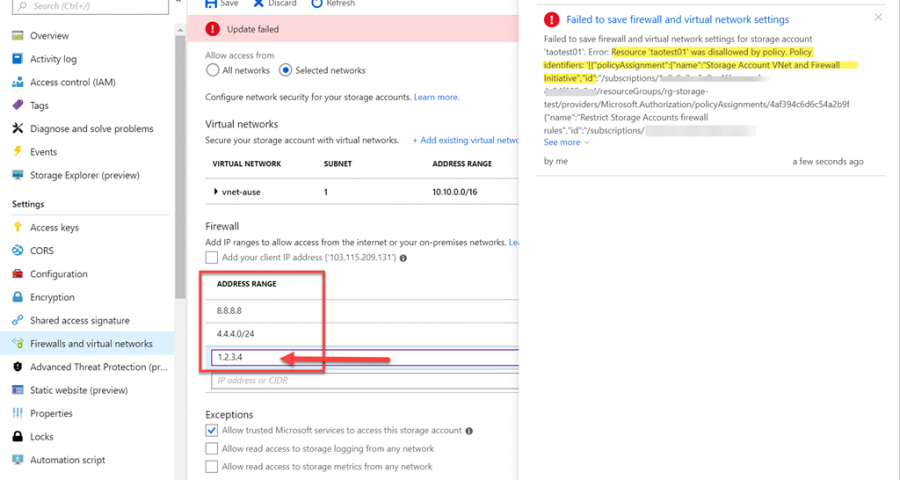 Search (Ctrl+/)
Overview
Activity log
Access control (IAM)
Tags
Diagnose and solve problems
Events
Storage Explorer (preview)
Settings
Access keys
CORS
Configuration
Encryption
Shared access signature
Firewalls and virtual networks
Advanced Threat Protection (pr...
Static website (preview)
Properties
Locks
Automation script
Save Discard Refresh
Update failed
Allow access from
All networks Selected networks
Configure network security for your storage accounts. Learn more.
Virtual networks
Secure your storage account with virtual networks. + Add existing virtual netwo
VIRTUAL NETWORK SUBNET ADDRESS RANGE
vnet-ause 1 10.10.0.0/16
Firewall
Add IP ranges to allow access from the internet or your on-premises networks. Le
Add your client IP address ('103.115.209.131')
ADDRESS RANGE
8.8.8.8
4.4.4.0/24
1.2.3.4
IP address or CIDR
Exceptions
Allow trusted Microsoft services to access this storage account
Allow read access to storage logging from any network
Allow read access to storage metrics from any network
Failed to save firewall and virtual network settings
Failed to save firewall and virtual network settings for storage account
'taotest01'. Error: Resource 'taotest01' was disallowed by policy. Policy
identifiers: '[{"policyAssignment":{"name":"Storage Account VNet and Firewall
Initiative","id":"/subscriptions/
/resourceGroups/rg-storage-
test/providers/Microsoft.Authorization/policyAssignments/4af394c6d6c54a2b9f
{"name":"Restrict Storage Accounts firewall
rules","id":"/subscriptions/
See more
by me a few seconds ago